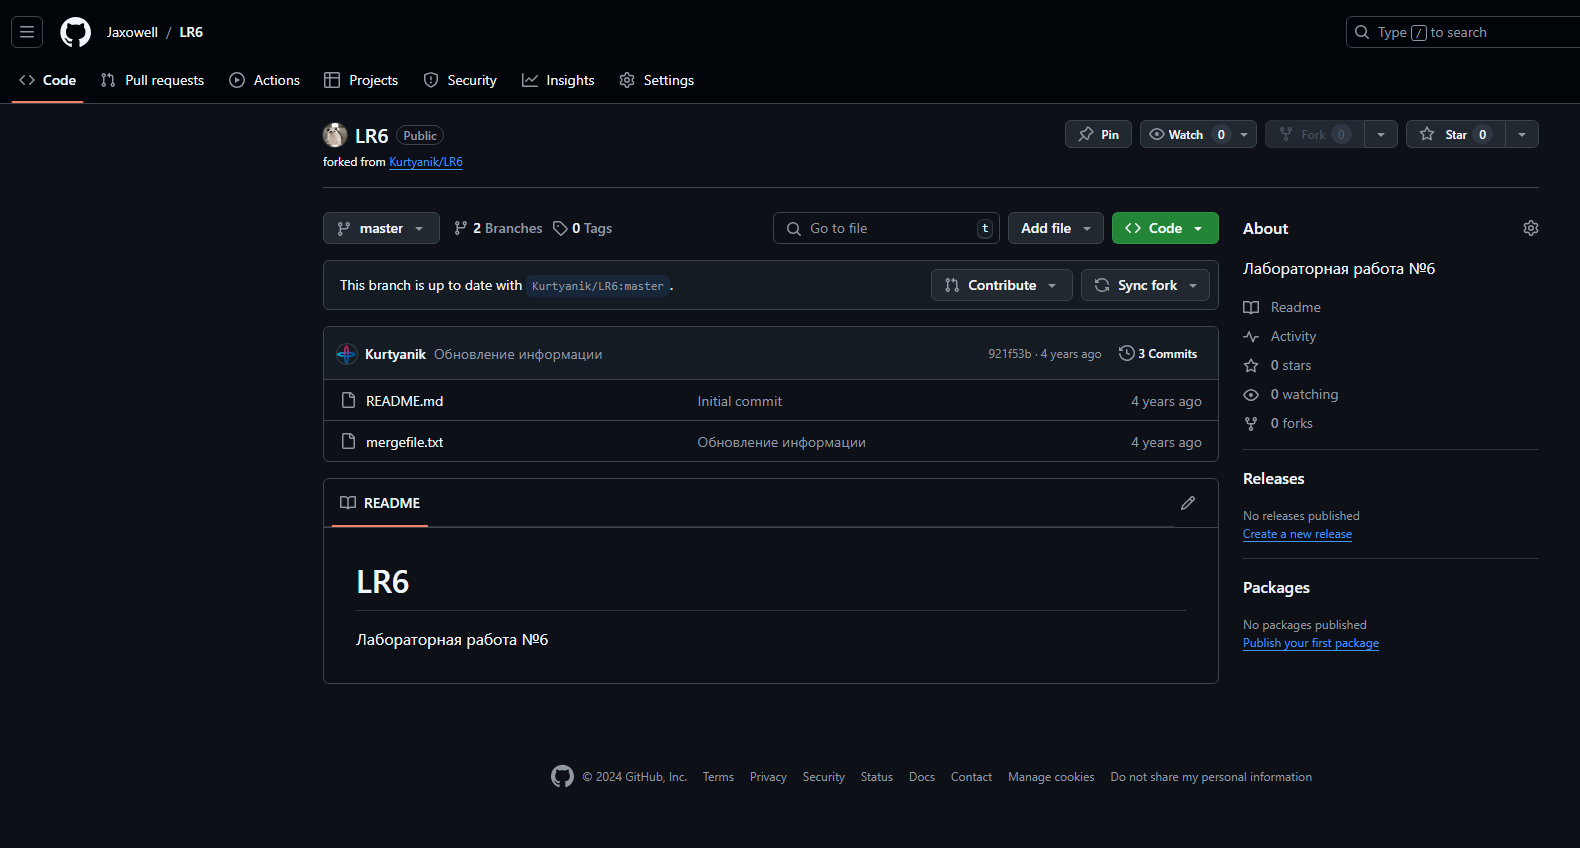 Jaxowell / LR6
Type / to search
Code Pull requests Actions Projects Security Insights Settings
LR6 Public
Pin Watch 0 Fork 0 Star 0
forked from Kurtyanik/LR6
master 2 Branches 0 Tags Go to file t Add file Code
This branch is up to date with Kurtyanik/LR6:master. Contribute Sync fork
Kurtyanik Обновление информации 921f53b · 4 years ago 3 Commits
README.md Initial commit 4 years ago
mergefile.txt Обновление информации 4 years ago
README
LR6
Лабораторная работа №6
About
Лабораторная работа №6
Readme
Activity
0 stars
0 watching
0 forks
Releases
No releases published
Create a new release
Packages
No packages published
Publish your first package
© 2024 GitHub, Inc. Terms Privacy Security Status Docs Contact Manage cookies Do not share my personal information